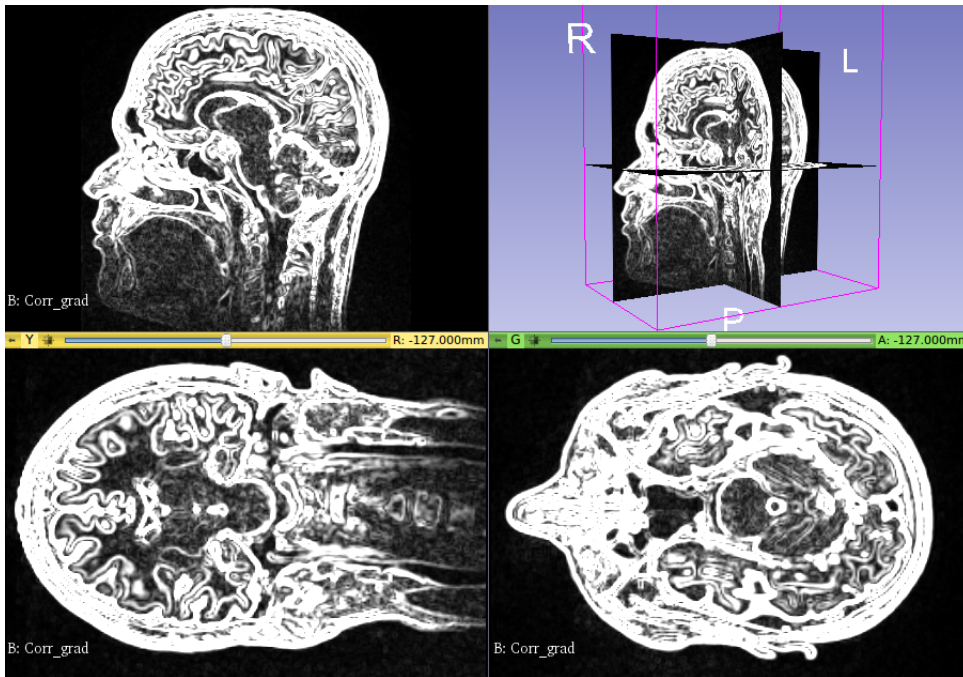 R
L
B: Corr_grad
P
Y
R: -127.000mm
G
A: -127.000mm
B: Corr_grad
B: Corr_grad